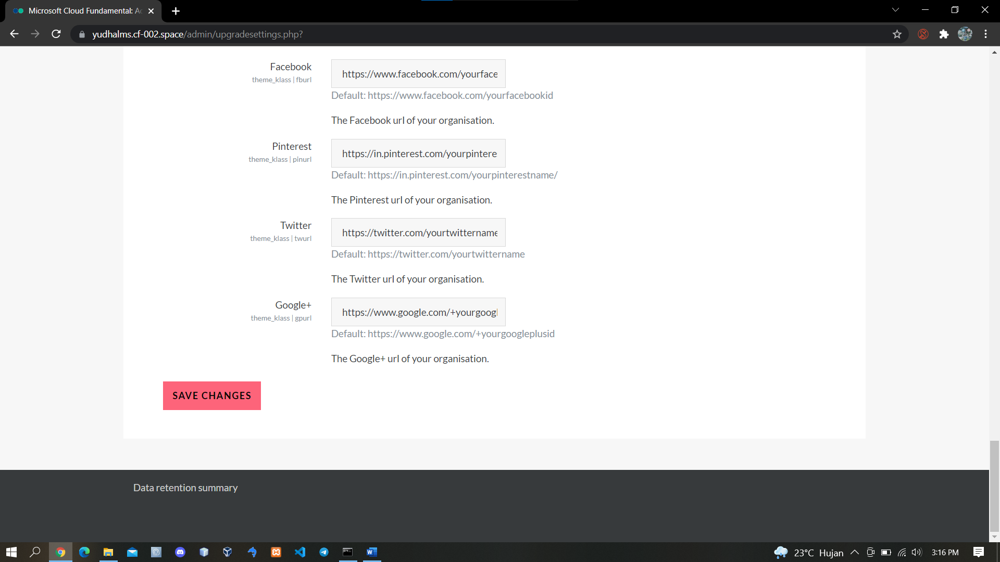 Microsoft Cloud Fundamental: Ac
yudhalms.cf-002.space/admin/upgradesettings.php?
Facebook
theme_klass | fburl
https://www.facebook.com/yourface
Default: https://www.facebook.com/yourfacebookid
The Facebook url of your organisation.
Pinterest
theme_klass | pinurl
https://in.pinterest.com/yourpintere
Default: https://in.pinterest.com/yourpinterestname/
The Pinterest url of your organisation.
Twitter
theme_klass | twurl
https://twitter.com/yourtwittername
Default: https://twitter.com/yourtwittername
The Twitter url of your organisation.
Google+
theme_klass | gpurl
https://www.google.com/+yourgoogl
Default: https://www.google.com/+yourgoogleplusid
The Google+ url of your organisation.
SAVE CHANGES
Data retention summary
23°C Hujan
3:16 PM